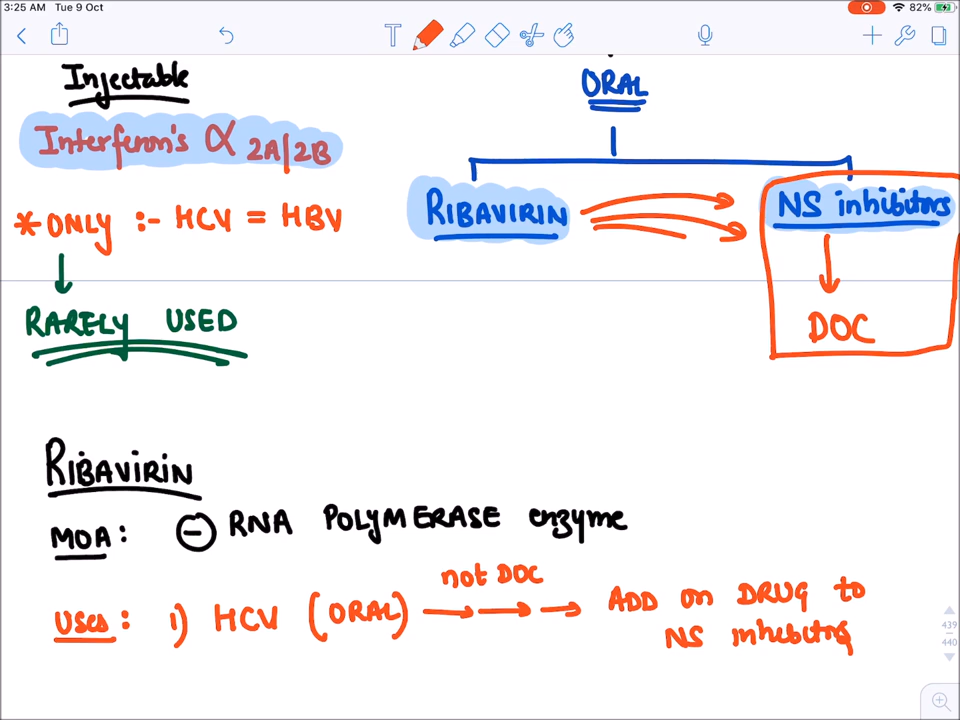 3:25 AM Tue 9 Oct
82%
T
Injectable
Interferon's α 2A/2B
*ONLY :- HCV = HBV
RARELY USED
ORAL
RIBAVIRIN
NS inhibitors
DOC
RIBAVIRIN
MOA: ⊖ RNA POLYMERASE enzyme
Uses: 1) HCV (ORAL) not DOC ADD on DRUG to
NS inhibitors
439
440